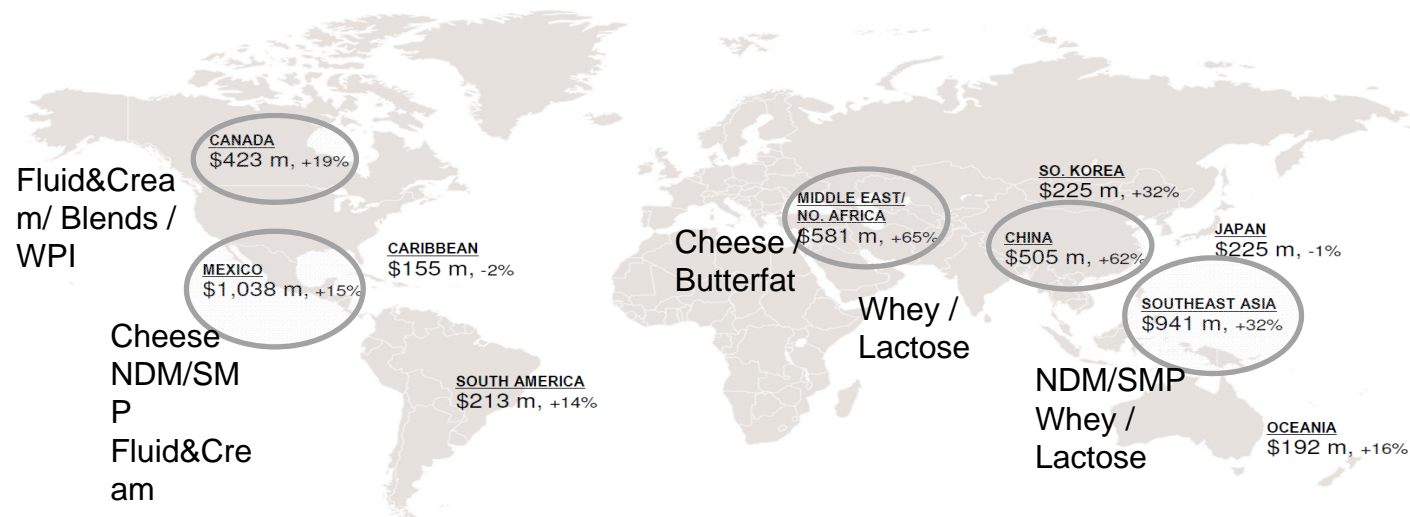 CANADA
$423 m, +19%
Fluid&Crea
m/ Blends /
WPI
MEXICO
$1,038 m, +15%
Cheese
NDM/SM
P
Fluid&Cre
am
CARIBBEAN
$155 m, -2%
SOUTH AMERICA
$213 m, +14%
MIDDLE EAST/
NO. AFRICA
$581 m, +65%
Cheese /
Butterfat
SO. KOREA
$225 m, +32%
CHINA
$505 m, +62%
Whey /
Lactose
JAPAN
$225 m, -1%
SOUTHEAST ASIA
$941 m, +32%
NDM/SMP
Whey /
Lactose
OCEANIA
$192 m, +16%